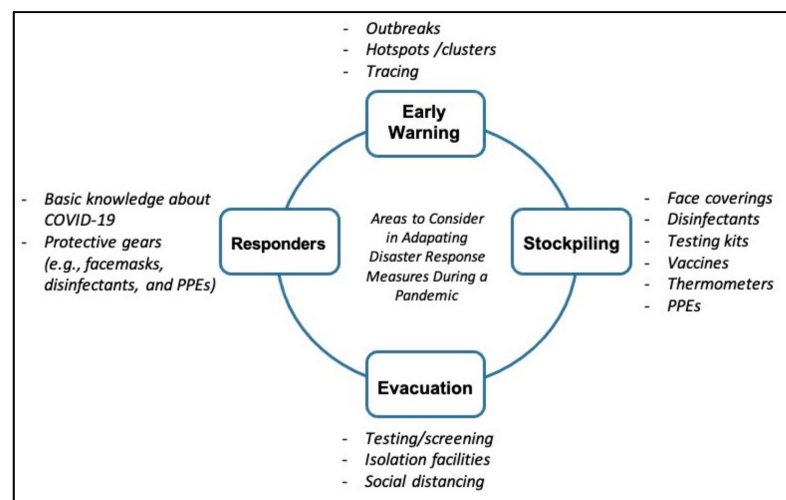 - Outbreaks
- Hotspots /clusters
- Tracing
Early
Warning
- Basic knowledge about
COVID-19
- Protective gears
(e.g., facemasks,
disinfectants, and PPEs)
Responders
Areas to Consider
in Adapating
Disaster Response
Measures During a
Pandemic
Stockpiling
- Face coverings
- Disinfectants
- Testing kits
- Vaccines
- Thermometers
- PPEs
Evacuation
- Testing/screening
- Isolation facilities
- Social distancing